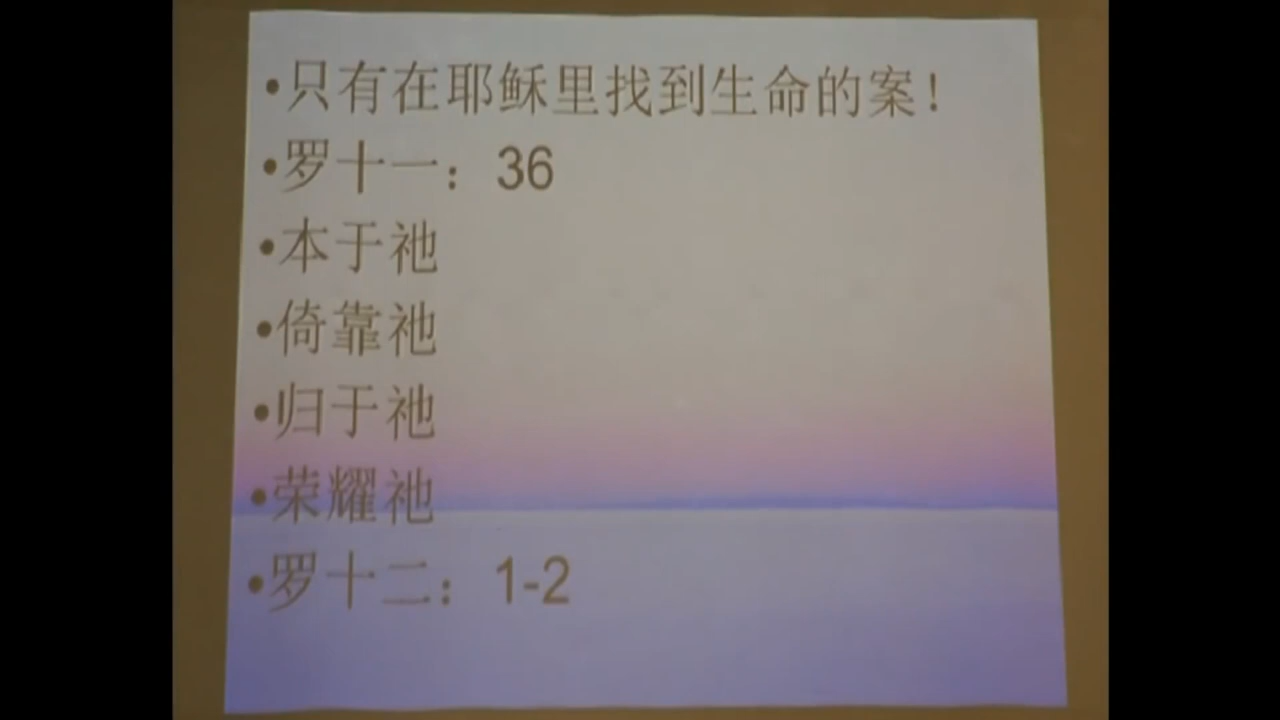 •只有在耶稣里找到生命的案！
•罗十一：36
•本于祂
•倚靠祂
•归于祂
•荣耀祂
•罗十二：1-2